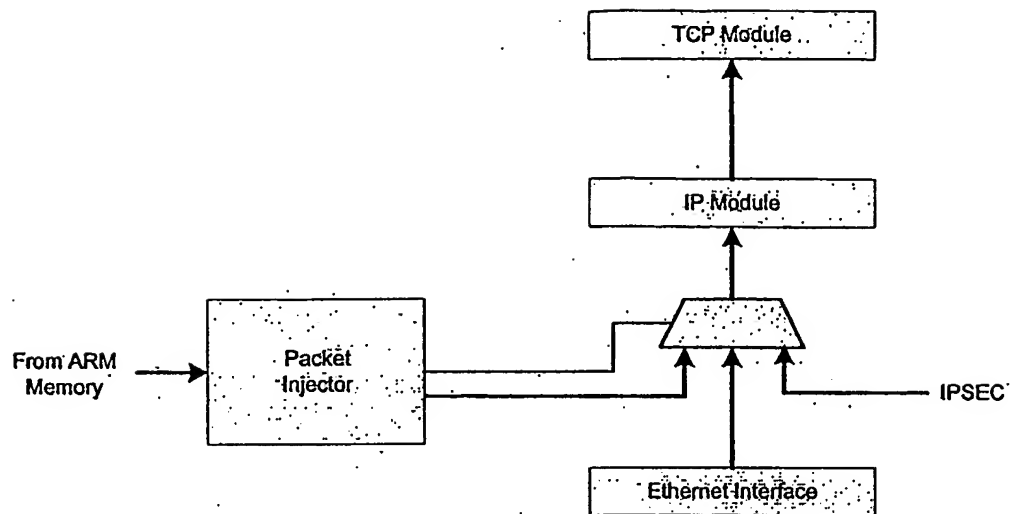 TCP Module
IP Module
From ARM
Memory
Packet
Injector
IPSEC
Ethernet Interface